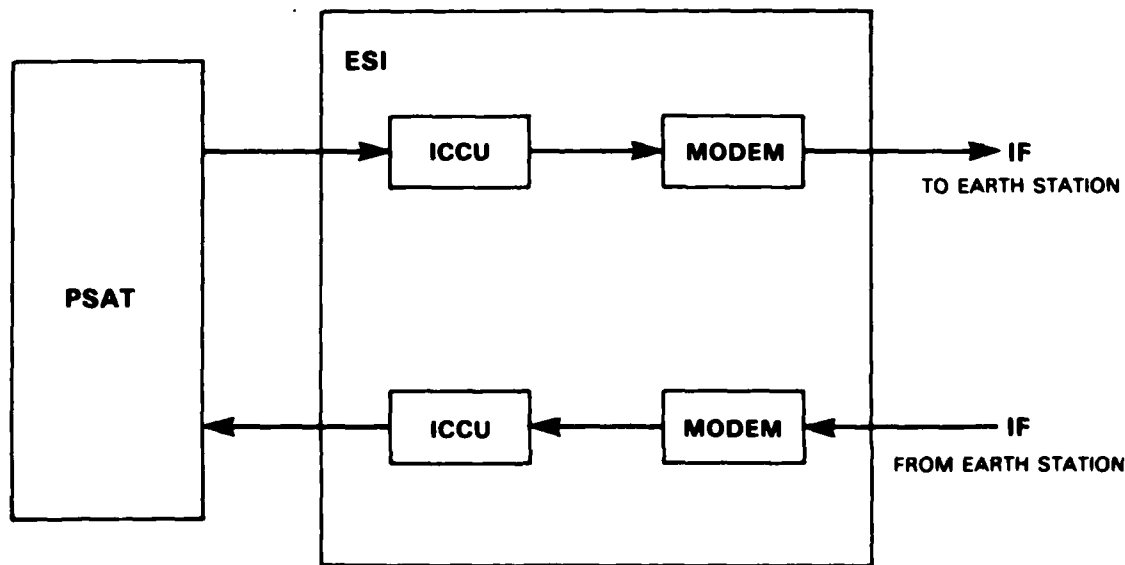 ESI
ICCU
MODEM
IF
TO EARTH STATION
PSAT
ICCU
MODEM
IF
FROM EARTH STATION